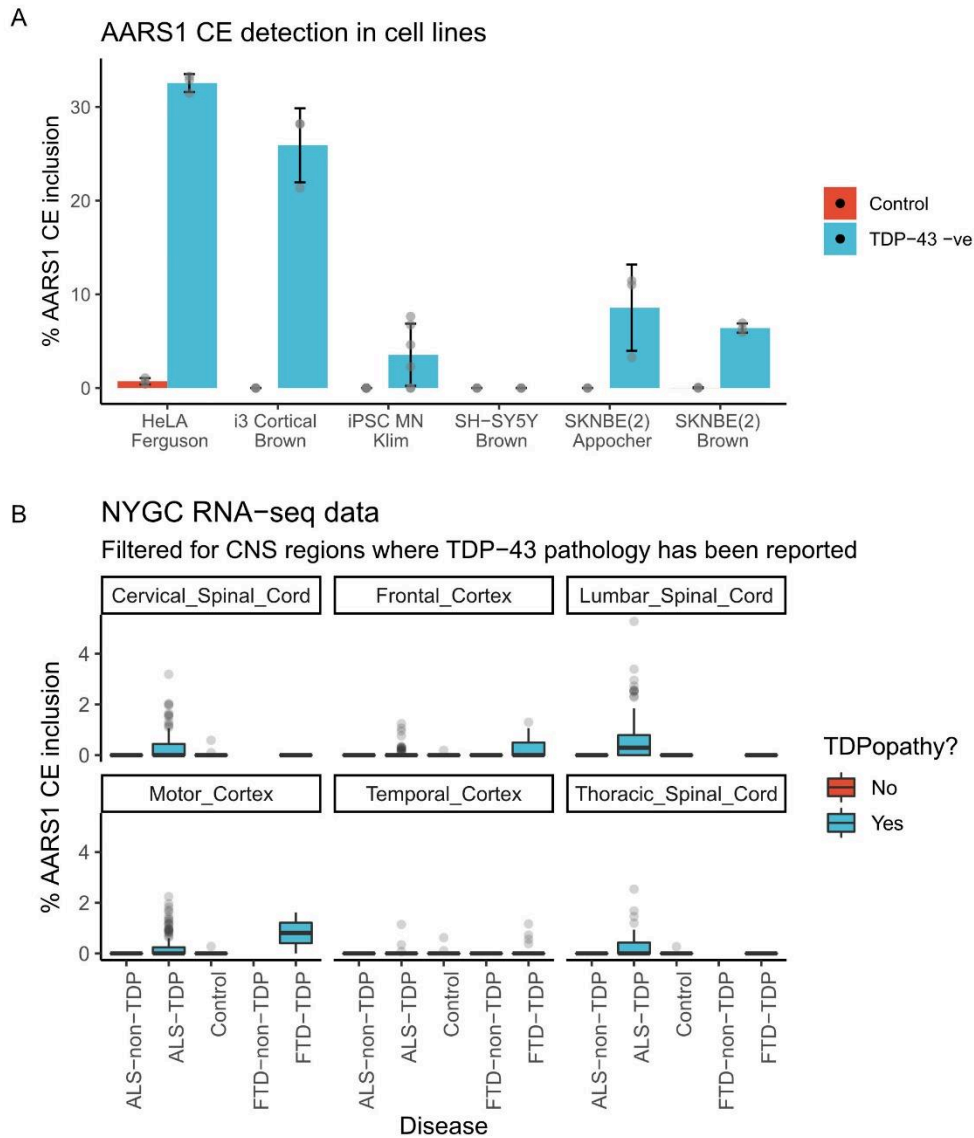 A
AARS1 CE detection in cell lines
% AARS1 CE inclusion
30
20
10
0
HeLA
Ferguson
i3 Cortical
Brown
iPSC MN
Klim
SH−SY5Y
Brown
SKNBE(2)
Appocher
SKNBE(2)
Brown
Control
TDP−43 −ve
B
NYGC RNA−seq data
Filtered for CNS regions where TDP−43 pathology has been reported
Cervical_Spinal_Cord
Frontal_Cortex
Lumbar_Spinal_Cord
% AARS1 CE inclusion
4
2
0
Motor_Cortex
Temporal_Cortex
Thoracic_Spinal_Cord
4
2
0
ALS−non−TDP
ALS−TDP
Control
FTD−non−TDP
FTD−TDP
ALS−non−TDP
ALS−TDP
Control
FTD−non−TDP
FTD−TDP
ALS−non−TDP
ALS−TDP
Control
FTD−non−TDP
FTD−TDP
Disease
TDPopathy?
No
Yes